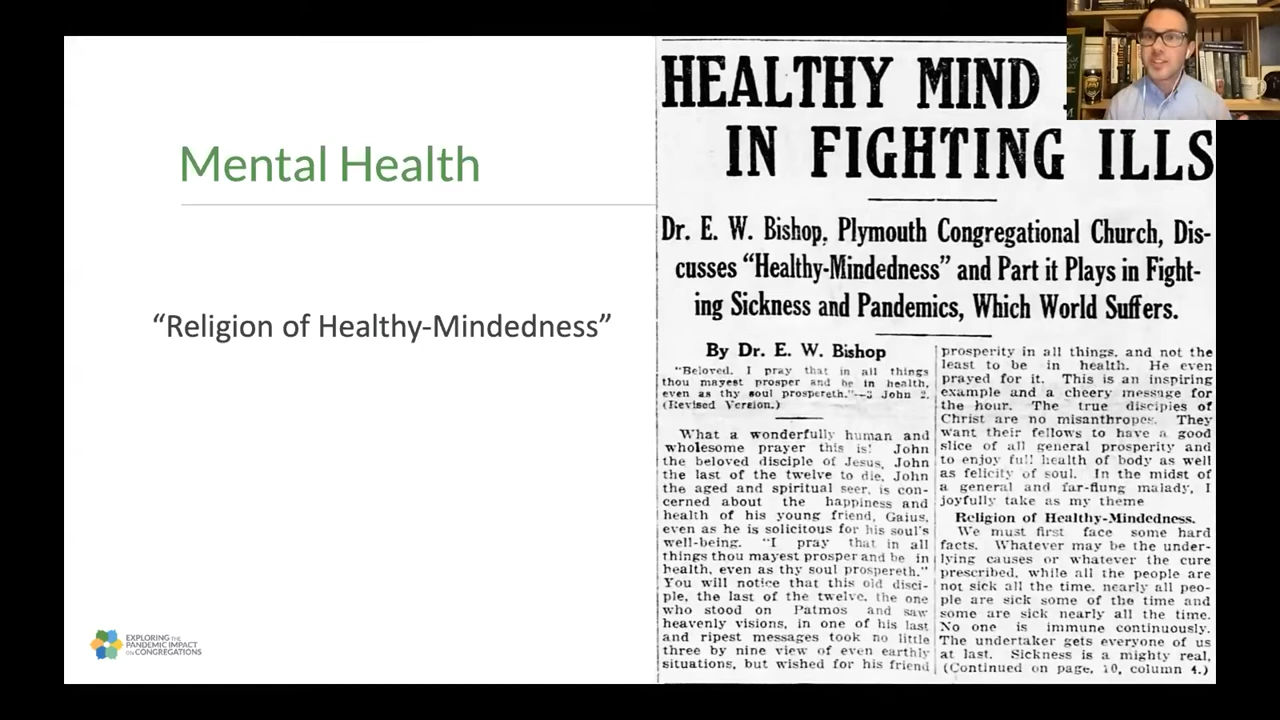 Mental Health
“Religion of Healthy-Mindedness”
EXPLORING THE
PANDEMIC IMPACT
ON CONGREGATIONS
HEALTHY MIND
IN FIGHTING ILLS
Dr. E. W. Bishop, Plymouth Congregational Church, Dis-
cusses “Healthy-Mindedness” and Part it Plays in Fight-
ing Sickness and Pandemics, Which World Suffers.
By Dr. E. W. Bishop
"Beloved. I pray that in all things
thou mayest prosper and be in health,
even as thy soul prospereth."—3 John 2.
(Revised Version.)
What a wonderfully human and
wholesome prayer this is! John
the beloved disciple of Jesus, John
the last of the twelve to die, John
the aged and spiritual seer, is con-
cerned about the happiness and
health of his young friend, Gaius,
even as he is solicitous for his soul's
well-being. "I pray that in all
things thou mayest prosper and be in
health, even as thy soul prospereth."
You will notice that this old disci-
ple, the last of the twelve, the one
who stood on Patmos and saw
heavenly visions, in one of his last
and ripest messages took no little
three by nine view of even earthly
situations, but wished for his friend
prosperity in all things, and not the
least to be in health. He even
prayed for it. This is an inspiring
example and a cheery message for
the hour. The true disciples of
Christ are no misanthropes. They
want their fellows to have a good
slice of all general prosperity and
to enjoy full health of body as well
as felicity of soul. In the midst of
a general and far-flung malady, I
joyfully take as my theme
Religion of Healthy-Mindedness.
We must first face some hard
facts. Whatever may be the under-
lying causes or whatever the cure
prescribed, while all the people are
not sick all the time, nearly all peo-
ple are sick some of the time and
some are sick nearly all the time.
No one is immune continuously.
The undertaker gets everyone of us
at last. Sickness is a mighty real,
(Continued on page, 10, column 4.)